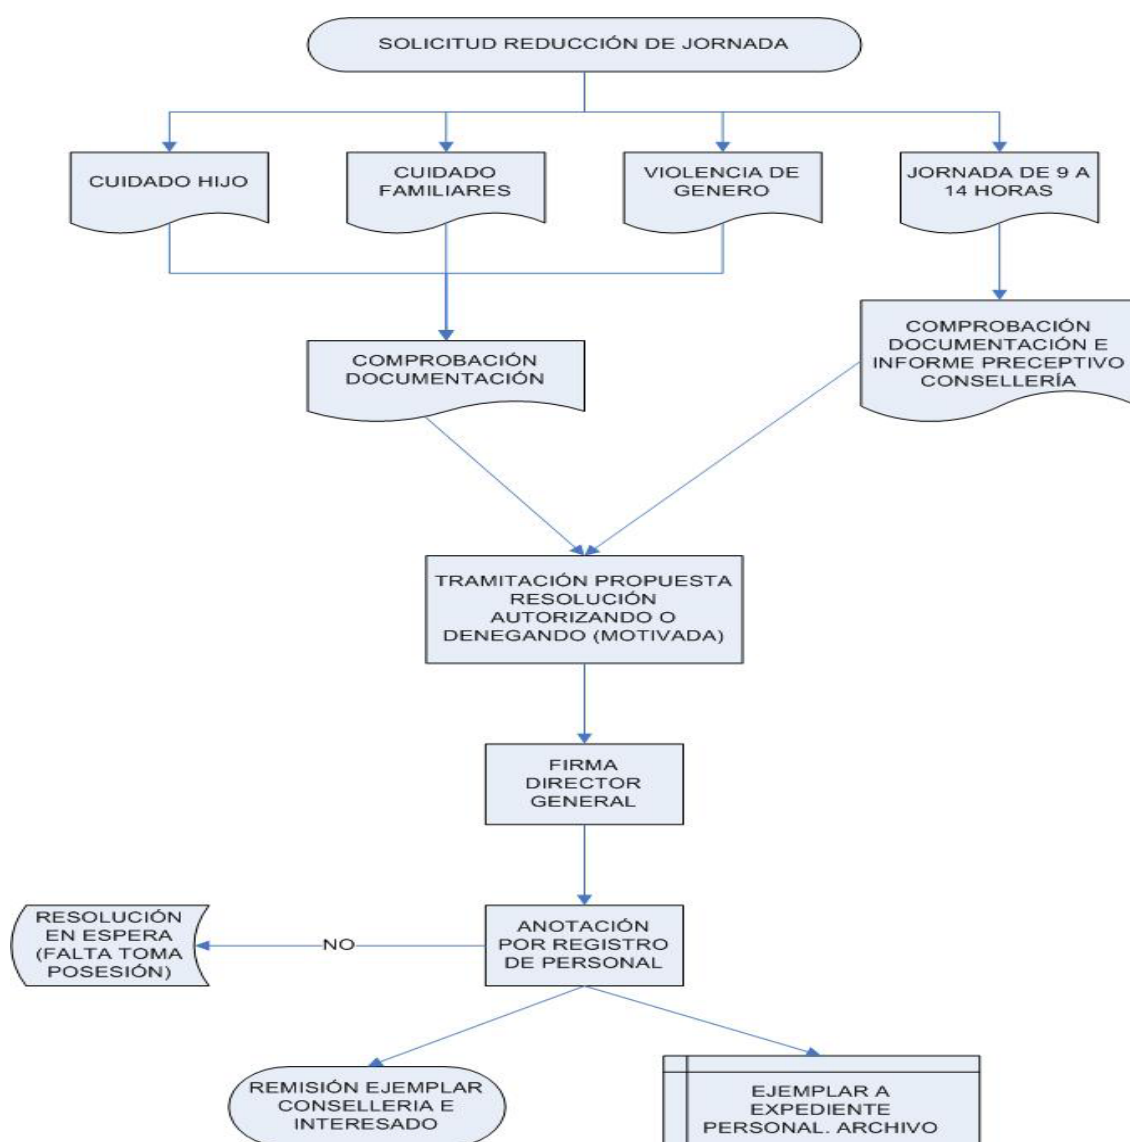 SOLICITUD REDUCCIÓN DE JORNADA
CUIDADO HIJO
CUIDADO
FAMILIARES
VIOLENCIA DE
GENERO
JORNADA DE 9 A
14 HORAS
COMPROBACIÓN
DOCUMENTACIÓN
COMPROBACIÓN
DOCUMENTACIÓN E
INFORME PRECEPTIVO
CONSELLERÍA
TRAMITACIÓN PROPUESTA
RESOLUCIÓN
AUTORIZANDO O
DENEGANDO (MOTIVADA)
FIRMA
DIRECTOR
GENERAL
RESOLUCIÓN
EN ESPERA
(FALTA TOMA
POSESIÓN)
NO
ANOTACIÓN
POR REGISTRO
DE PERSONAL
REMISIÓN EJEMPLAR
CONSELLERIA E
INTERESADO
EJEMPLAR A
EXPEDIENTE
PERSONAL. ARCHIVO